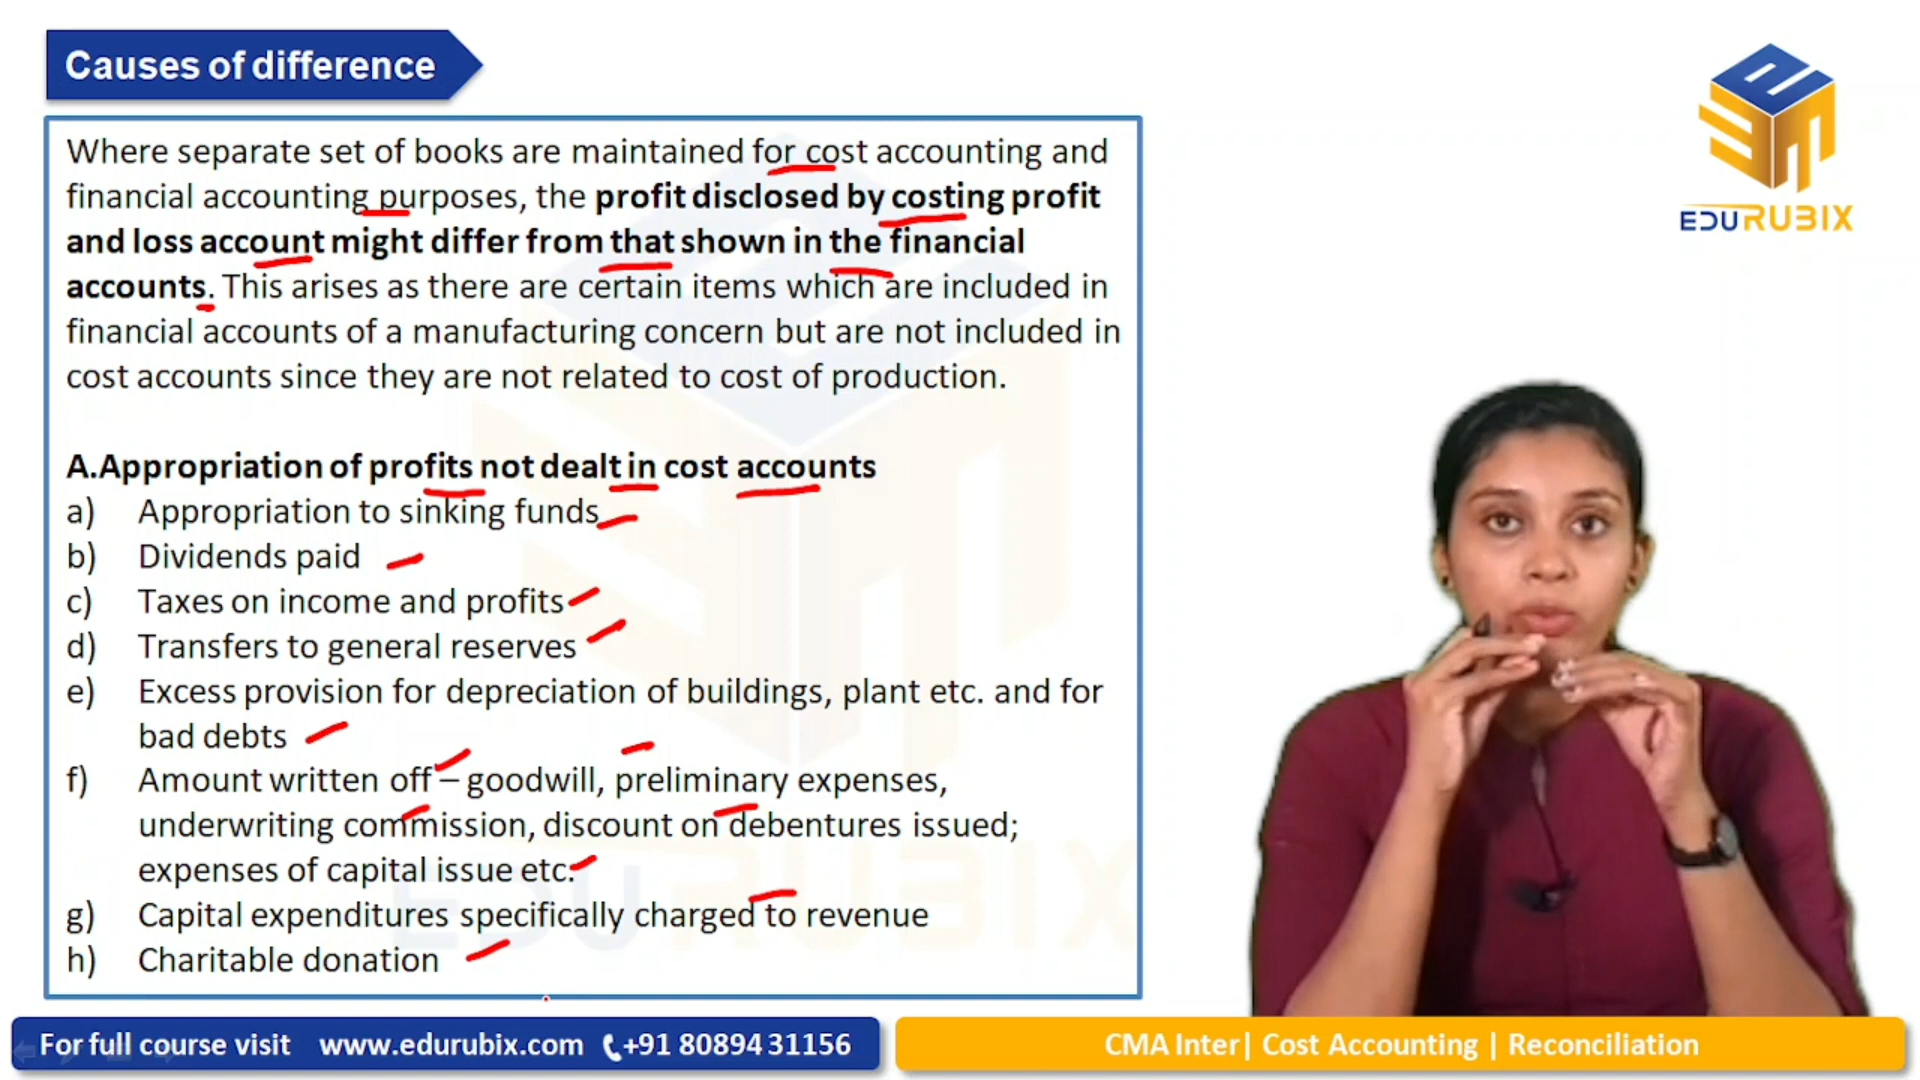 Causes of difference
EDURUBIX
Where separate set of books are maintained for cost accounting and
financial accounting purposes, the profit disclosed by costing profit
and loss account might differ from that shown in the financial
accounts. This arises as there are certain items which are included in
financial accounts of a manufacturing concern but are not included in
cost accounts since they are not related to cost of production.
A.Appropriation of profits not dealt in cost accounts
a) Appropriation to sinking funds
b) Dividends paid
c) Taxes on income and profits
d) Transfers to general reserves
e) Excess provision for depreciation of buildings, plant etc. and for
bad debts
f) Amount written off – goodwill, preliminary expenses,
underwriting commission, discount on debentures issued;
expenses of capital issue etc.
g) Capital expenditures specifically charged to revenue
h) Charitable donation
EDURUBIX
For full course visit www.edurubix.com +91 80894 31156
CMA Inter| Cost Accounting | Reconciliation